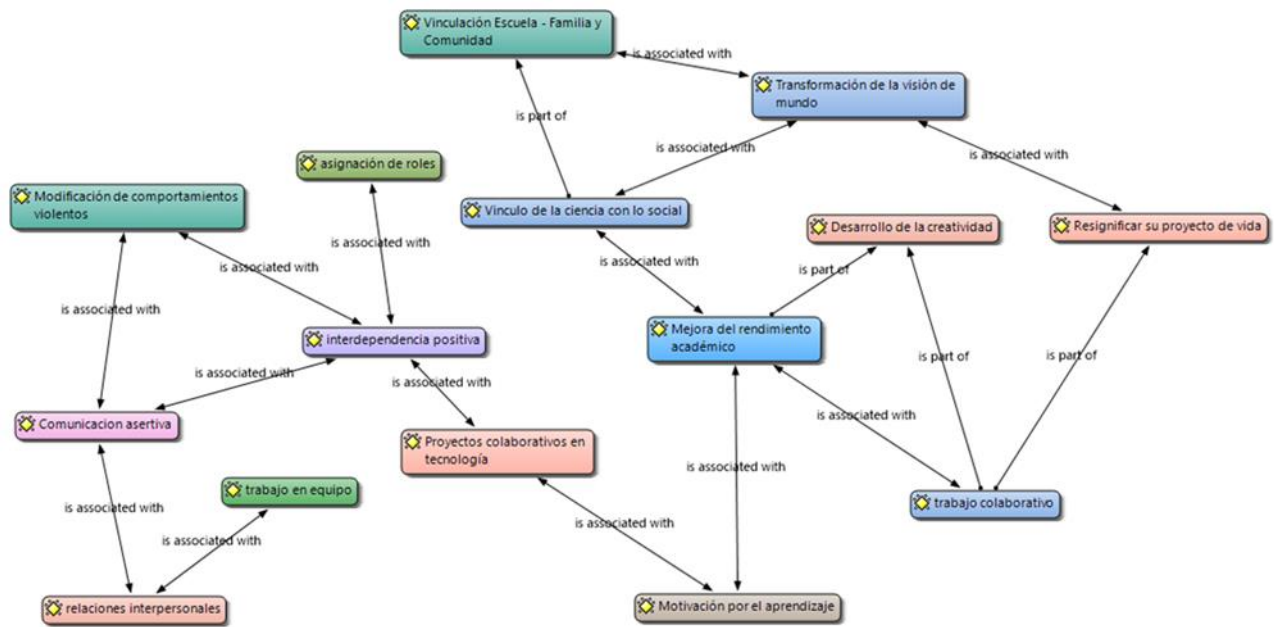 Vinculación Escuela - Familia y
Comunidad
is associated with
Transformación de la visión de
mundo
is part of
is associated with
is associated with
asignación de roles
Modificación de comportamientos
violentos
Vinculo de la ciencia con lo social
Desarrollo de la creatividad
Resignificar su proyecto de vida
is associated with
is associated with
is associated with
is part of
is associated with
interdependencia positiva
Mejora del rendimiento
académico
is part of
is part of
is associated with
is associated with
is associated with
Comunicacion asertiva
Proyectos colaborativos en
tecnología
is associated with
trabajo en equipo
trabajo colaborativo
is associated with
is associated with
is associated with
relaciones interpersonales
Motivación por el aprendizaje